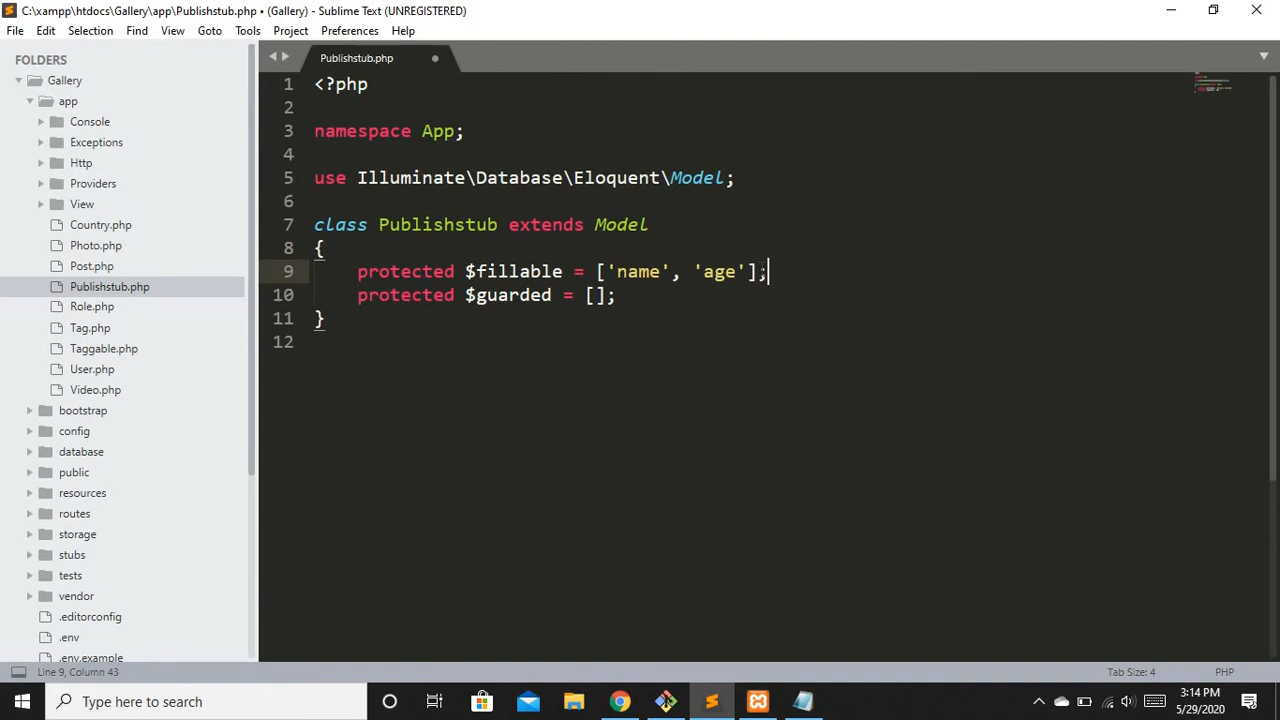 C:\xampp\htdocs\Gallery\app\Publishstub.php • (Gallery) - Sublime Text (UNREGISTERED)
File Edit Selection Find View Goto Tools Project Preferences Help
FOLDERS
Gallery
app
Console
Exceptions
Http
Providers
View
Country.php
Photo.php
Post.php
Publishstub.php
Role.php
Tag.php
Taggable.php
User.php
Video.php
bootstrap
config
database
public
resources
routes
storage
stubs
tests
vendor
.editorconfig
.env
.env.example
Publishstub.php
1 <?php
2
3 namespace App;
4
5 use Illuminate\Database\Eloquent\Model;
6
7 class Publishstub extends Model
8 {
9     protected $fillable = ['name', 'age'];
10     protected $guarded = [];
11 }
12
Line 9, Column 43
Tab Size: 4
PHP
Type here to search
3:14 PM
5/29/2020